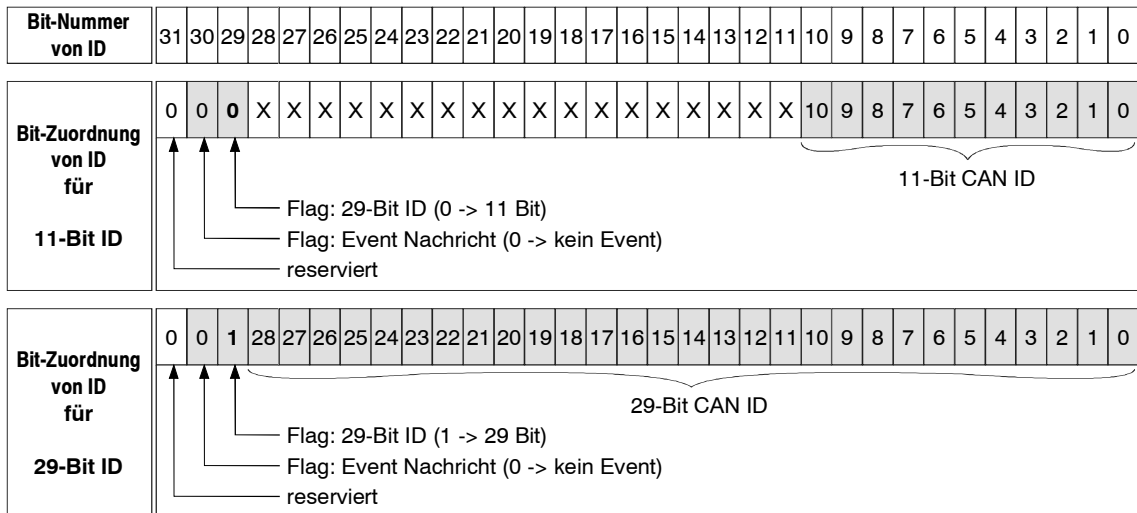 Bit-Nummer
von ID
31 30 29 28 27 26 25 24 23 22 21 20 19 18 17 16 15 14 13 12 11 10 9 8 7 6 5 4 3 2 1 0
Bit-Zuordnung
von ID
für
11-Bit ID
0 0 0 X X X X X X X X X X X X X X X X X X 10 9 8 7 6 5 4 3 2 1 0
11-Bit CAN ID
Flag: 29-Bit ID (0 -> 11 Bit)
Flag: Event Nachricht (0 -> kein Event)
reserviert
Bit-Zuordnung
von ID
für
29-Bit ID
0 0 1 28 27 26 25 24 23 22 21 20 19 18 17 16 15 14 13 12 11 10 9 8 7 6 5 4 3 2 1 0
29-Bit CAN ID
Flag: 29-Bit ID (1 -> 29 Bit)
Flag: Event Nachricht (0 -> kein Event)
reserviert